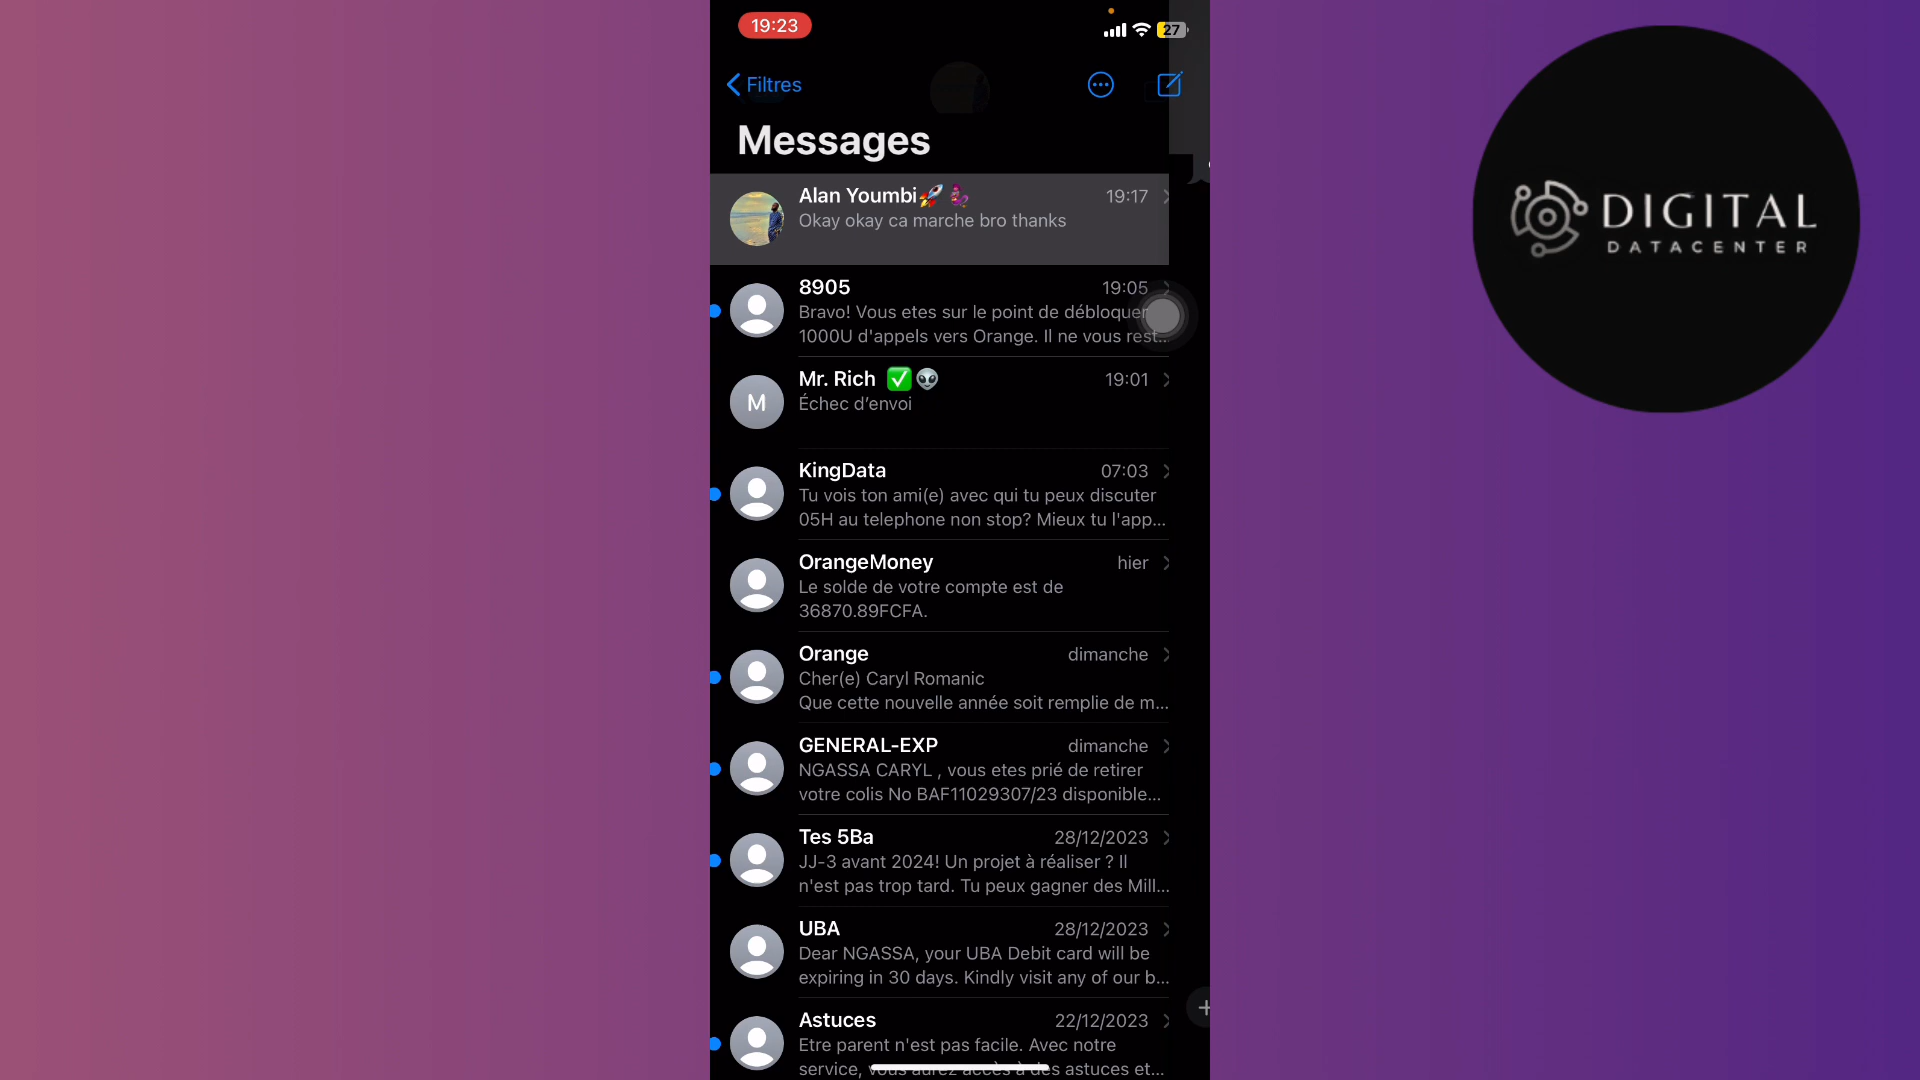 19:23
27
Filtres
Messages
Alan Youmbi🚀 19:17
Okay okay ca marche bro thanks
8905 19:05
Bravo! Vous etes sur le point de débloquer
1000U d'appels vers Orange. Il ne vous rest...
Mr. Rich ✅👽 19:01
Échec d’envoi
M
KingData 07:03
Tu vois ton ami(e) avec qui tu peux discuter
05H au telephone non stop? Mieux tu l'app...
OrangeMoney hier
Le solde de votre compte est de
36870.89FCFA.
Orange dimanche
Cher(e) Caryl Romanic
Que cette nouvelle année soit remplie de m...
GENERAL-EXP dimanche
NGASSA CARYL , vous etes prié de retirer
votre colis No BAF11029307/23 disponible...
Tes 5Ba 28/12/2023
JJ-3 avant 2024! Un projet à réaliser ? Il
n'est pas trop tard. Tu peux gagner des Mill...
UBA 28/12/2023
Dear NGASSA, your UBA Debit card will be
expiring in 30 days. Kindly visit any of our b...
Astuces 22/12/2023
Etre parent n'est pas facile. Avec notre
service, vous aurez accès à des astuces et...
DIGITAL
DATACENTER